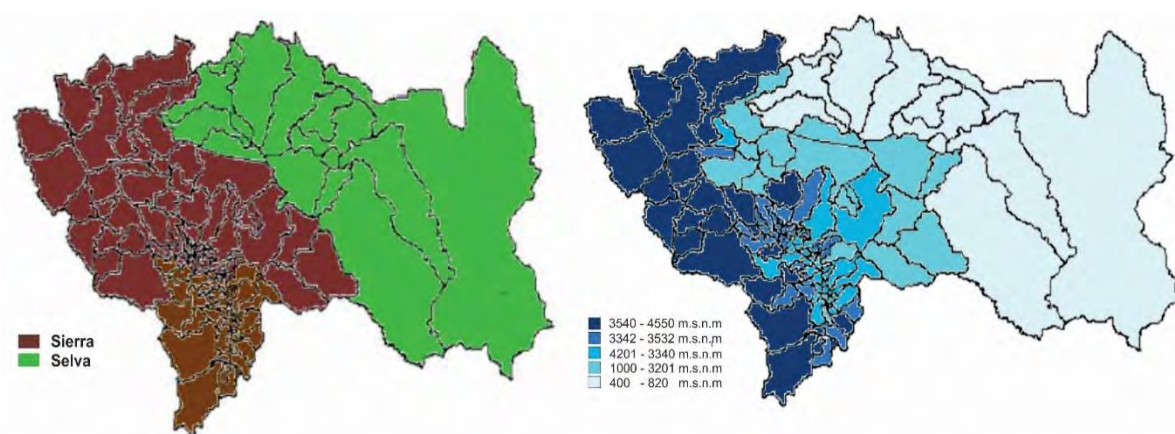 Sierra
Selva
3540 - 4550 m.s.n.m
3342 - 3532 m.s.n.m
4201 - 3340 m.s.n.m
1000 - 3201 m.s.n.m
400 - 820 m.s.n.m